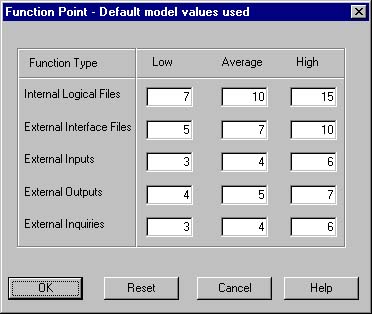 Function Point - Default model values used
Function Type Low Average High
Internal Logical Files 7 10 15
External Interface Files 5 7 10
External Inputs 3 4 6
External Outputs 4 5 7
External Inquiries 3 4 6
OK Reset Cancel Help